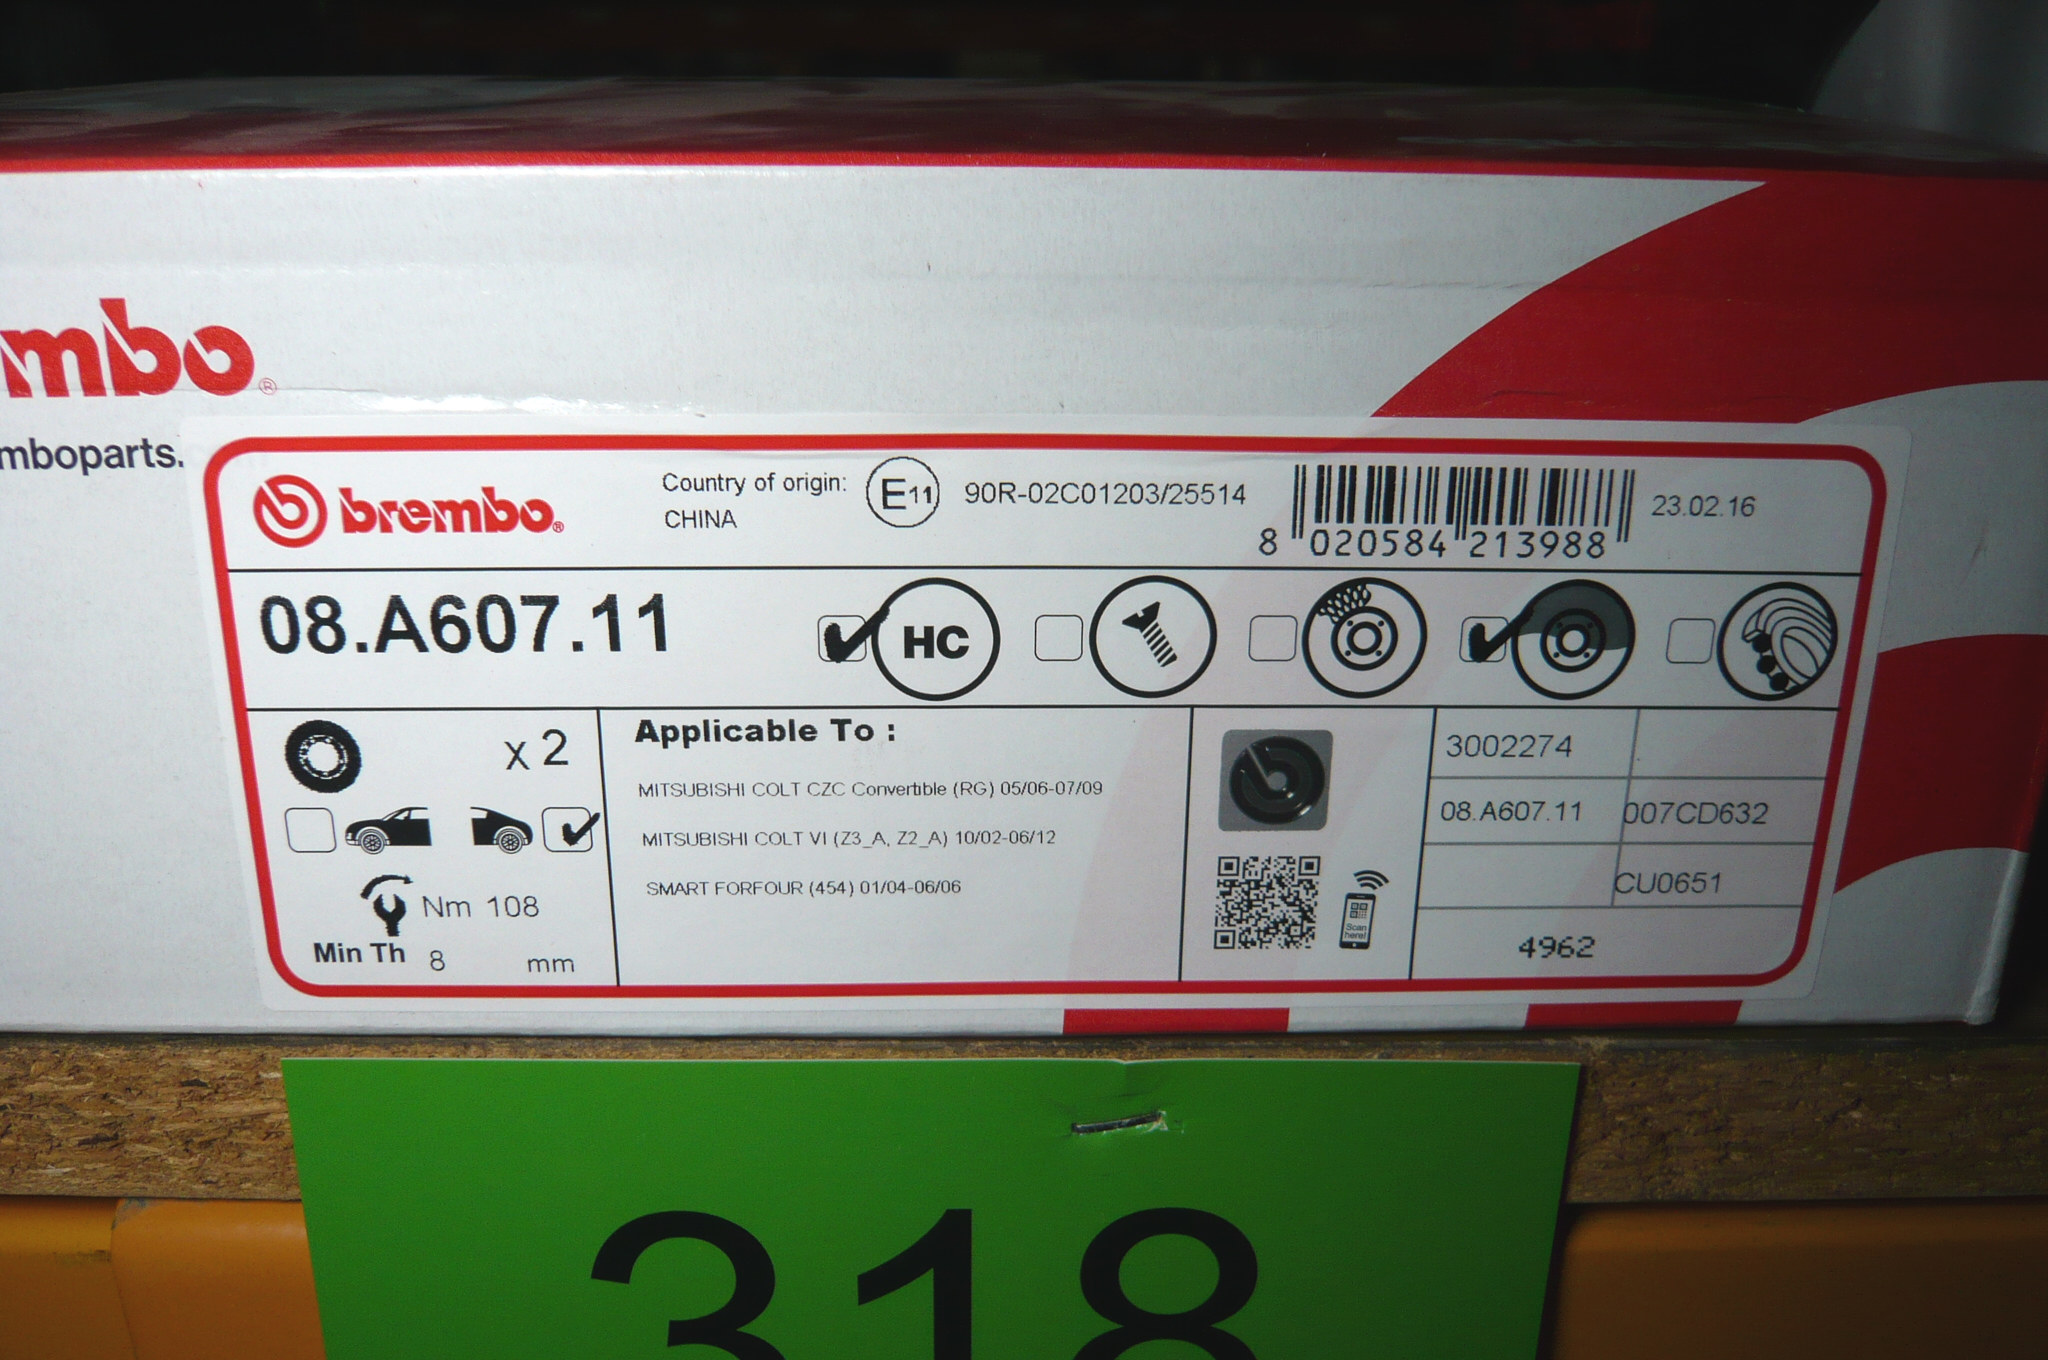 mbo®
mboparts.
brembo®
Country of origin:
CHINA
E11
90R-02C01203/25514
8 020584 213988
23.02.16
08.A607.11
HC
x 2
Nm 108
Min Th 8 mm
Applicable To :
MITSUBISHI COLT CZC Convertible (RG) 05/06-07/09
MITSUBISHI COLT VI (Z3_A, Z2_A) 10/02-06/12
SMART FORFOUR (454) 01/04-06/06
Scan
here!
3002274
08.A607.11 007CD632
CU0651
4962
318